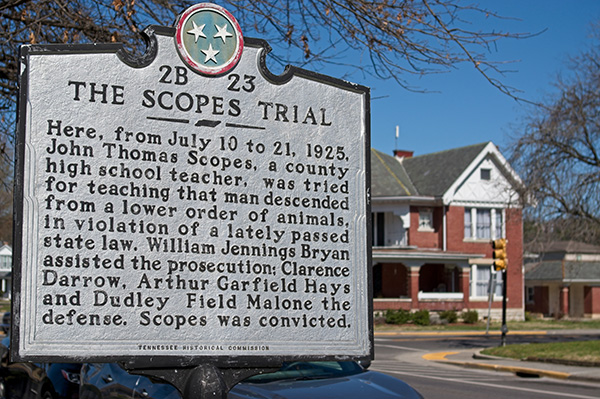 2B 23
THE SCOPES TRIAL
Here, from July 10 to 21, 1925,
John Thomas Scopes, a county
high school teacher, was tried
for teaching that man descended
from a lower order of animals,
in violation of a lately passed
state law. William Jennings Bryan
assisted the prosecution; Clarence
Darrow, Arthur Garfield Hays
and Dudley Field Malone the
defense. Scopes was convicted.
TENNESSEE HISTORICAL COMMISSION